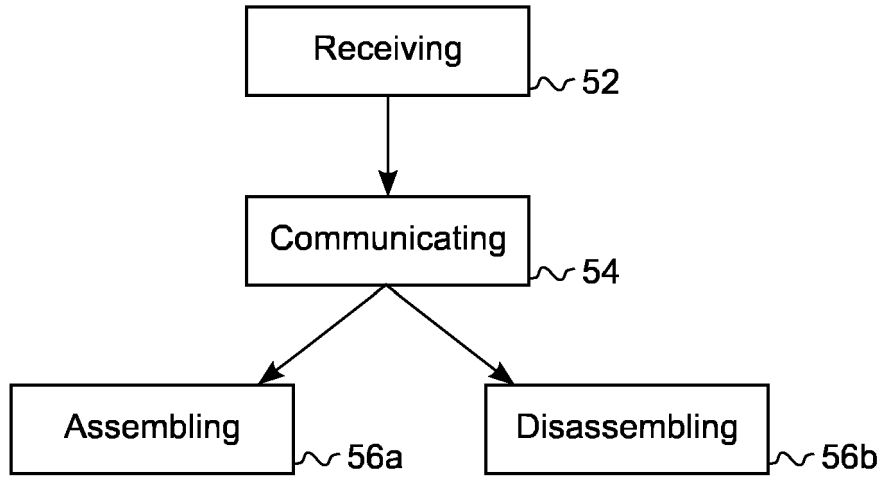 Receiving
52
Communicating
54
Assembling
56a
Disassembling
56b